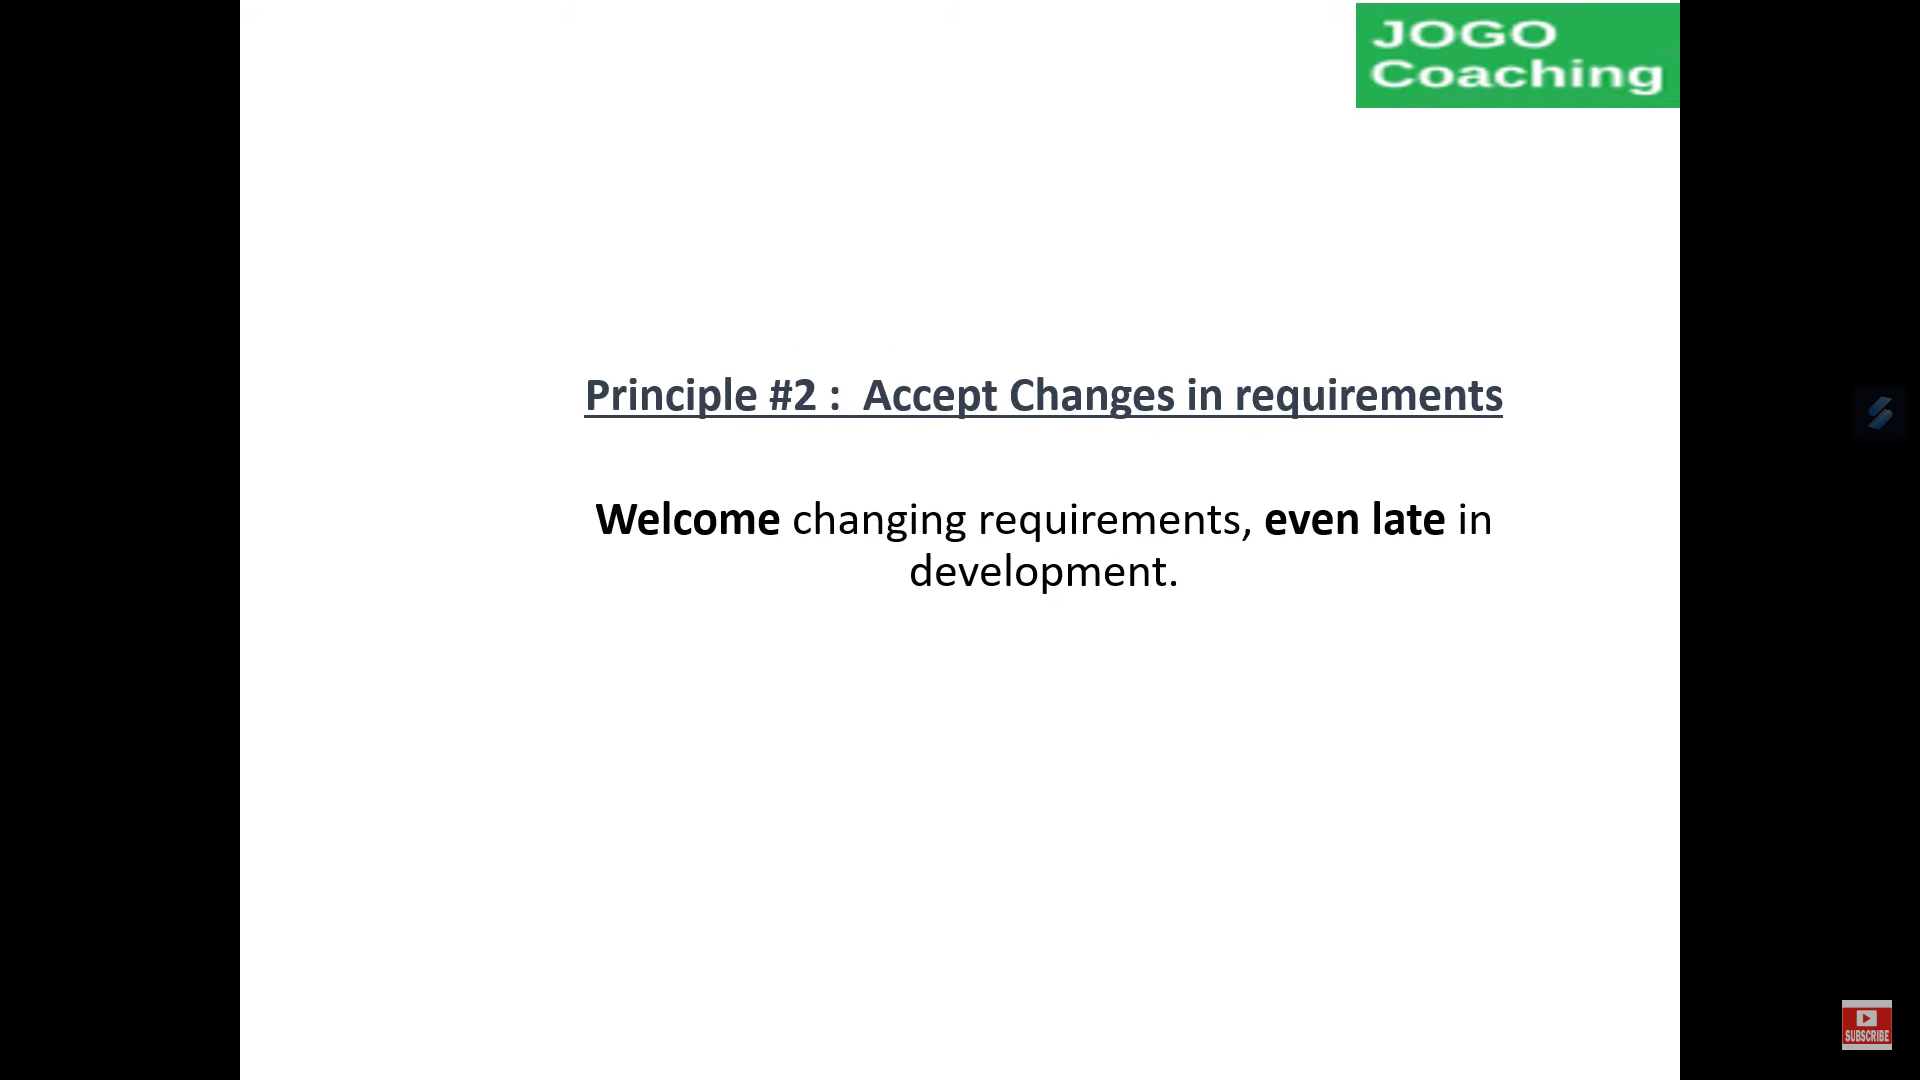 JOGO
Coaching
Principle #2 :  Accept Changes in requirements
Welcome changing requirements, even late in
development.
SUBSCRIBE